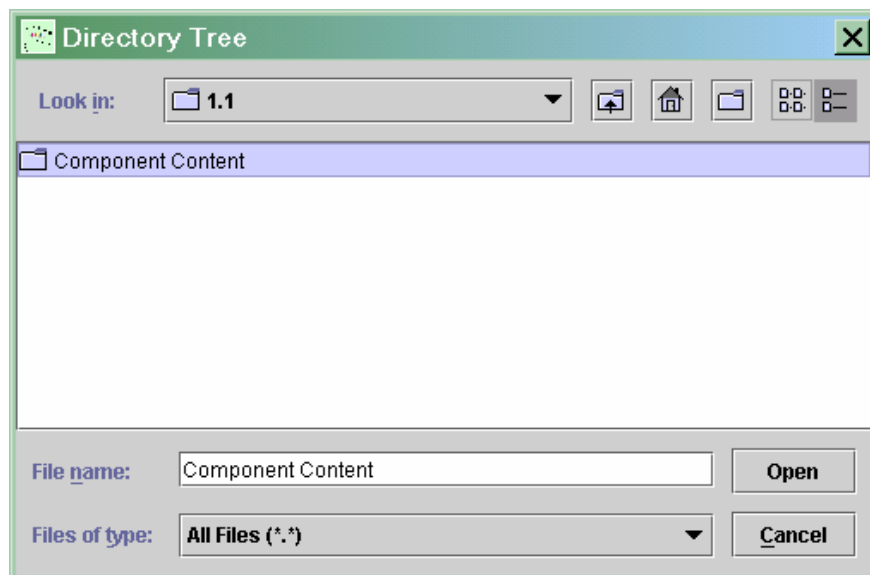 Directory Tree
Look in: 1.1
Component Content
File name: Component Content Open
Files of type: All Files (*.*) Cancel